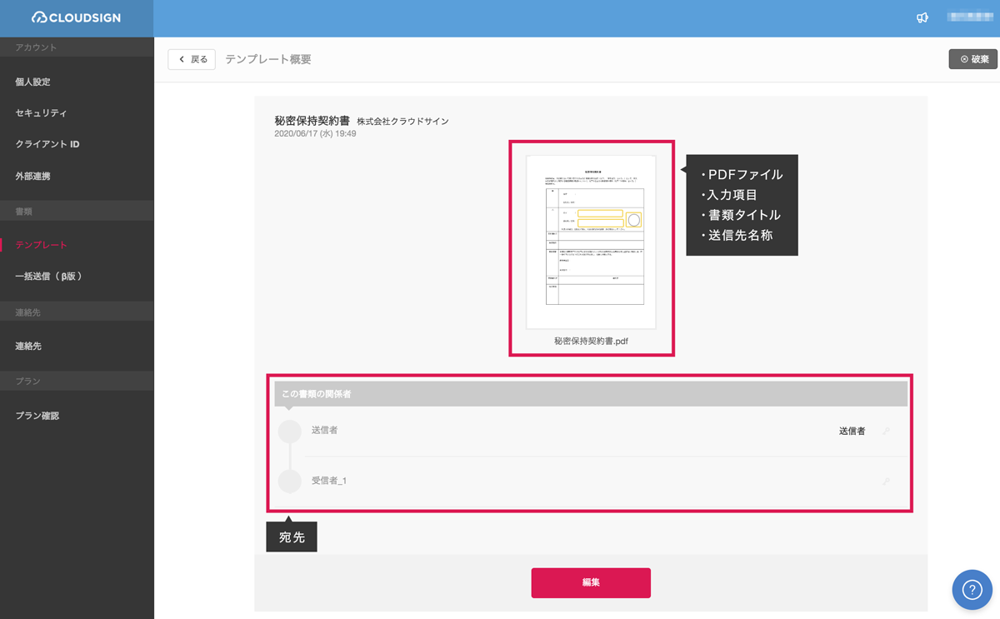 CLOUDSIGN
アカウント
個人設定
セキュリティ
クライアント ID
外部連携
書類
テンプレート
一括送信（β版）
連絡先
連絡先
プラン
プラン確認
戻る
テンプレート概要
破棄
秘密保持契約書 株式会社クラウドサイン
2020/06/17 (水) 19:49
秘密保持契約書.pdf
・PDFファイル
・入力項目
・書類タイトル
・送信先名称
この書類の関係者
送信者 送信者
受信者_1
宛先
編集
?